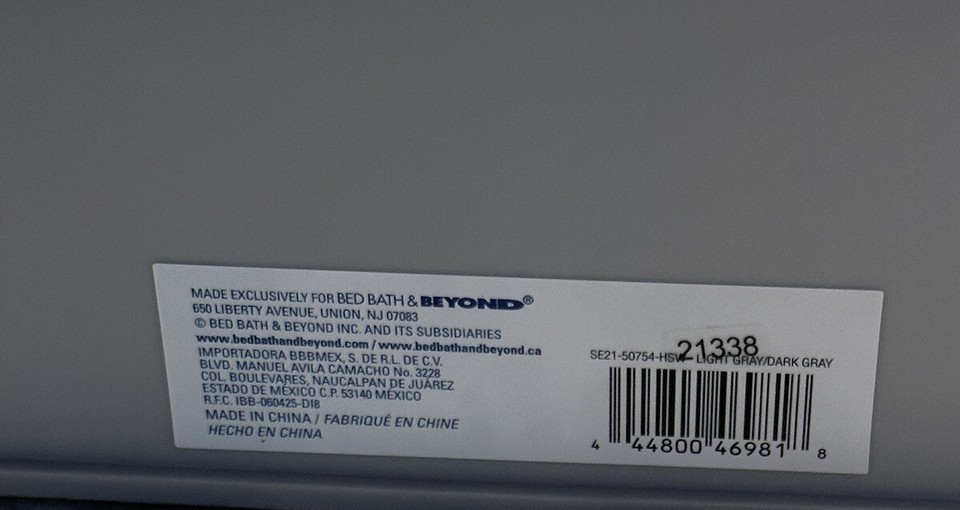 MADE EXCLUSIVELY FOR BED BATH & BEYOND®
650 LIBERTY AVENUE, UNION, NJ 07083
© BED BATH & BEYOND INC. AND ITS SUBSIDIARIES
www.bedbathandbeyond.com / www.bedbathandbeyond.ca
IMPORTADORA BBBMEX, S. DE R.L. DE C.V.
BLVD. MANUEL AVILA CAMACHO No. 3228
COL. BOULEVARES, NAUCALPAN DE JUÁREZ
ESTADO DE MÉXICO C.P. 53140 MÉXICO
R.F.C. IBB-060425-DI8
MADE IN CHINA / FABRIQUÉ EN CHINE
HECHO EN CHINA
21338
SE21-50754-HSW LIGHT GRAY/DARK GRAY
4 44800 46981 8